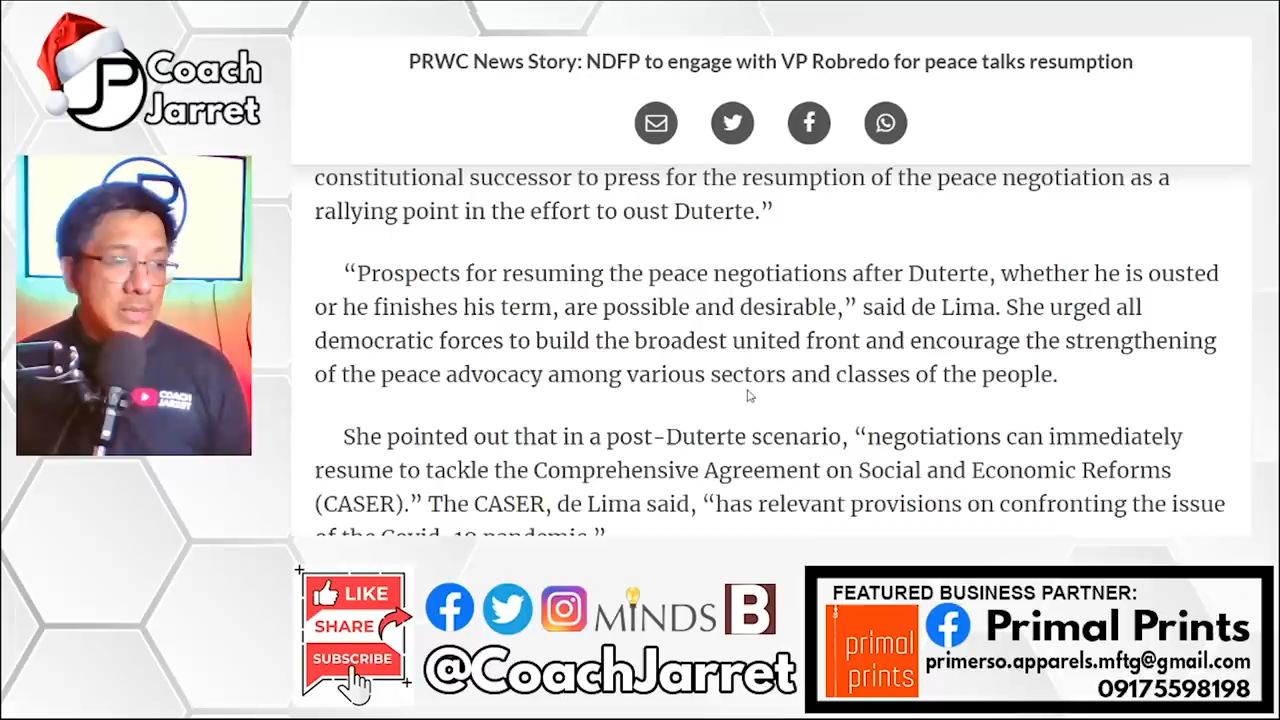 Coach
Jarret
PRWC News Story: NDFP to engage with VP Robredo for peace talks resumption
constitutional successor to press for the resumption of the peace negotiation as a
rallying point in the effort to oust Duterte.”
“Prospects for resuming the peace negotiations after Duterte, whether he is ousted
or he finishes his term, are possible and desirable,” said de Lima. She urged all
democratic forces to build the broadest united front and encourage the strengthening
of the peace advocacy among various sectors and classes of the people.
She pointed out that in a post-Duterte scenario, “negotiations can immediately
resume to tackle the Comprehensive Agreement on Social and Economic Reforms
(CASER).” The CASER, de Lima said, “has relevant provisions on confronting the issue
of the Covid-19 pandemic.”
COACH
JARRET
LIKE
SHARE
SUBSCRIBE
MINDS
B
@CoachJarret
FEATURED BUSINESS PARTNER:
primal
prints
Primal Prints
primerso.apparels.mftg@gmail.com
09175598198